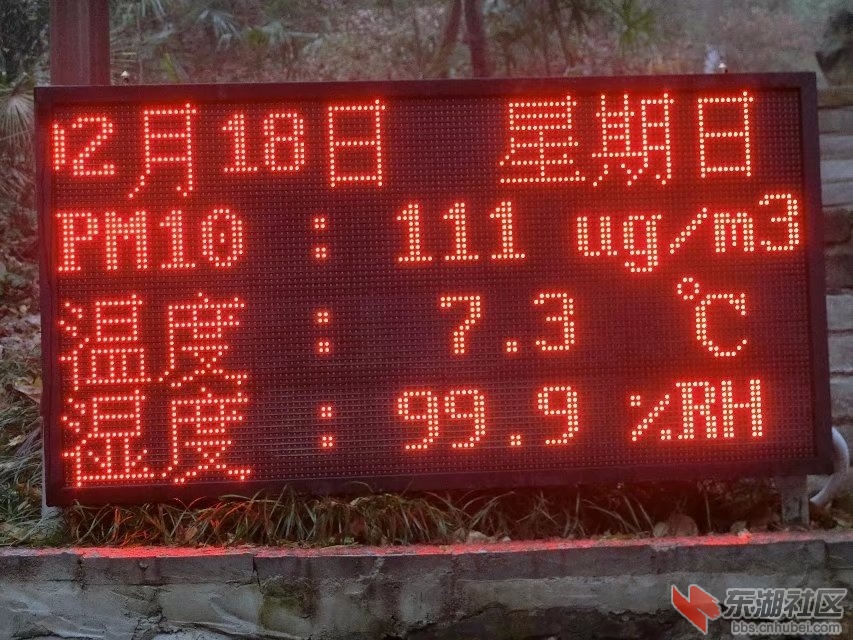 12月18日 星期日
PM10 : 111 ug/m3
温度 : 7.3 ℃
湿度 : 99.9 %RH
东湖社区
bbs.cnhubei.com